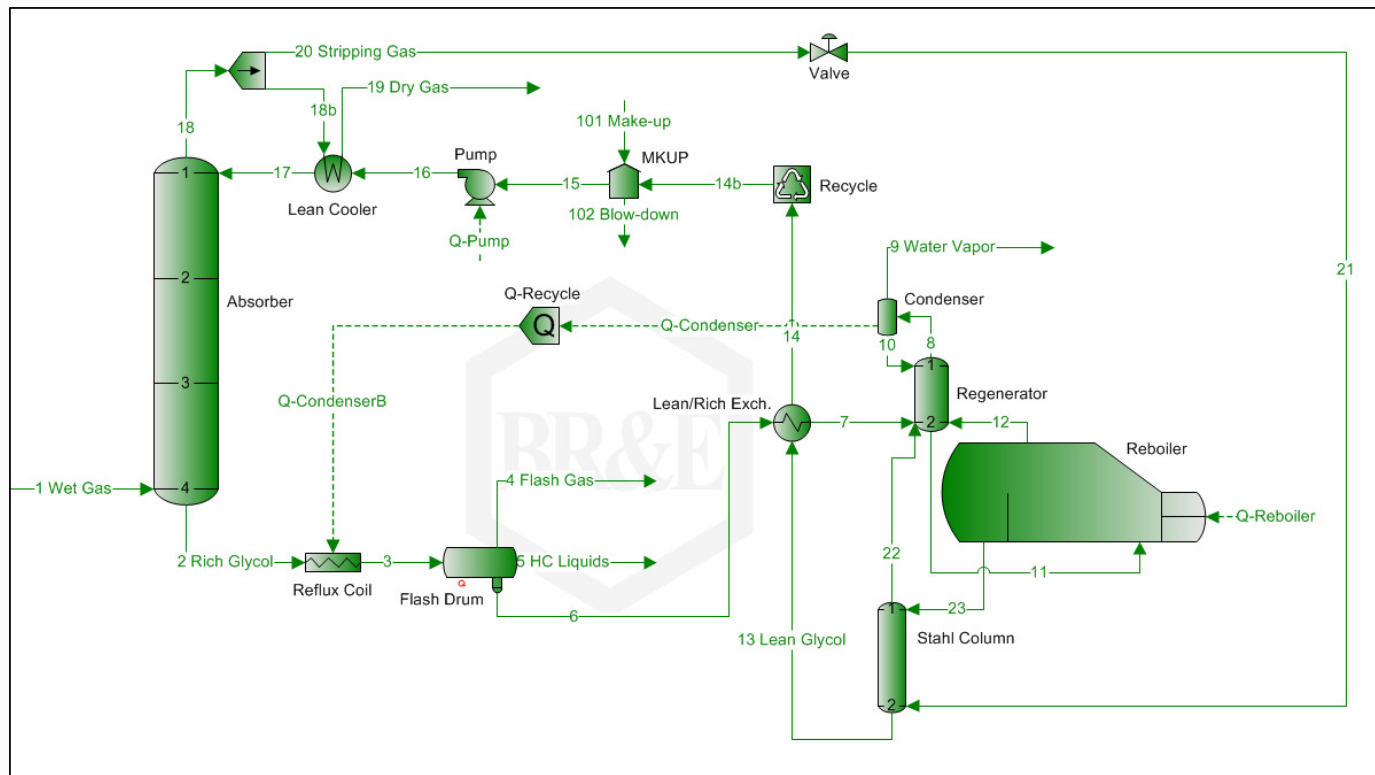 20 Stripping Gas
Valve
19 Dry Gas
18b
18
101 Make-up
Pump
MKUP
1
17
16
15
14b
Recycle
Lean Cooler
102 Blow-down
Q-Pump
9 Water Vapor
21
2
Absorber
Q-Recycle
Condenser
Q
Q-Condenser
14
10
8
1
Regenerator
3
Q-CondenserB
Lean/Rich Exch.
7
2
12
BR&E
Reboiler
1 Wet Gas
4
4 Flash Gas
Q-Reboiler
2 Rich Glycol
3
5 HC Liquids
22
11
Reflux Coil
Q
Flash Drum
6
1
23
13 Lean Glycol
Stahl Column
2